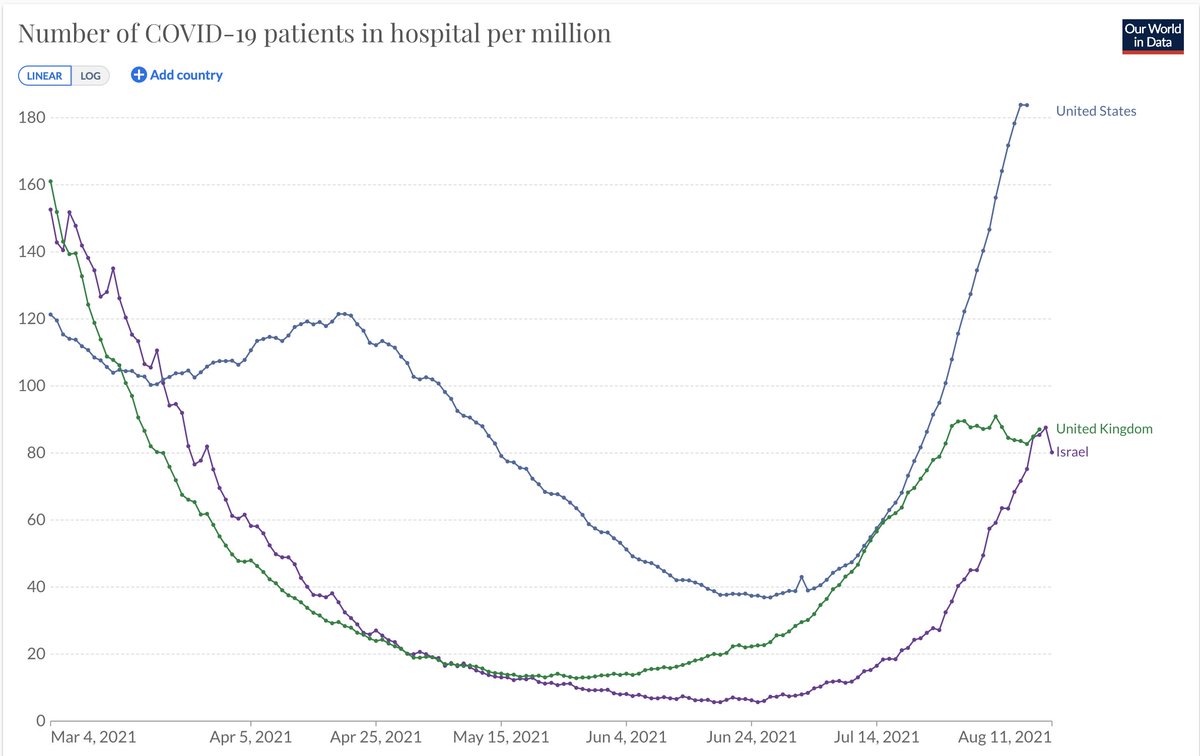 Number of COVID-19 patients in hospital per million
Our World
in Data
LINEAR LOG
Add country
180
160
140
120
100
80
60
40
20
0
United States
United Kingdom
Israel
Mar 4, 2021 Apr 5, 2021 Apr 25, 2021 May 15, 2021 Jun 4, 2021 Jun 24, 2021 Jul 14, 2021 Aug 11, 2021